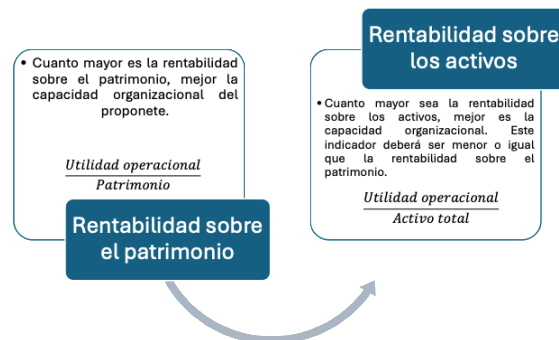 • Cuanto mayor es la rentabilidad
sobre el patrimonio, mejor la
capacidad organizacional del
proponete.
Utilidad operacional
Patrimonio
Rentabilidad sobre
el patrimonio
Rentabilidad sobre
los activos
• Cuanto mayor sea la rentabilidad
sobre los activos, mejor es la
capacidad organizacional. Este
indicador deberá ser menor o igual
que la rentabilidad sobre el
patrimonio.
Utilidad operacional
Activo total